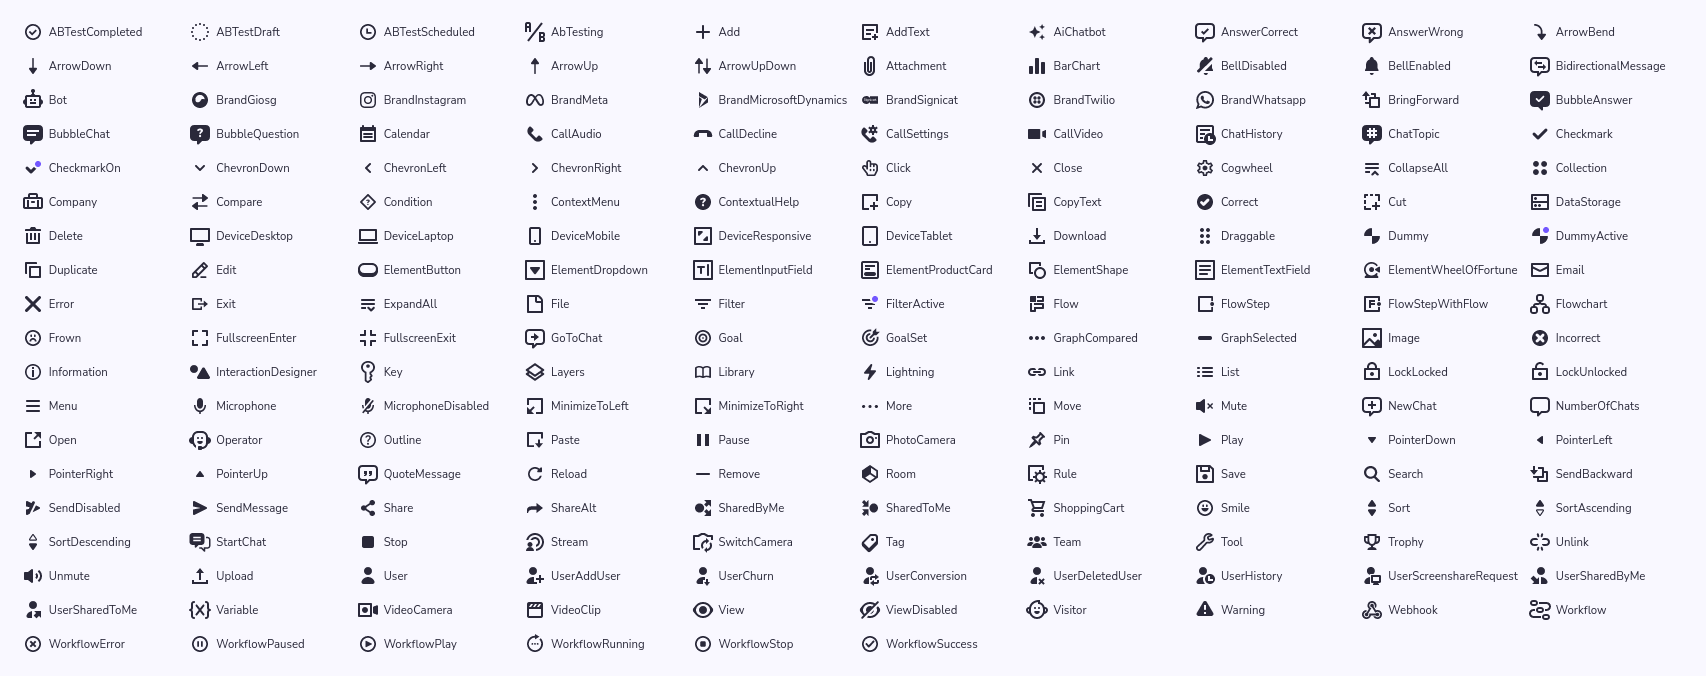 ABTestCompleted ABTestDraft ABTestScheduled AbTesting Add AddText AiChatbot AnswerCorrect AnswerWrong ArrowBend
ArrowDown ArrowLeft ArrowRight ArrowUp ArrowUpDown Attachment BarChart BellDisabled BellEnabled BidirectionalMessage
Bot BrandGiosg BrandInstagram BrandMeta BrandMicrosoftDynamics BrandSignicat BrandTwilio BrandWhatsapp BringForward BubbleAnswer
BubbleChat BubbleQuestion Calendar CallAudio CallDecline CallSettings CallVideo ChatHistory ChatTopic Checkmark
CheckmarkOn ChevronDown ChevronLeft ChevronRight ChevronUp Click Close Cogwheel CollapseAll Collection
Company Compare Condition ContextMenu ContextualHelp Copy CopyText Correct Cut DataStorage
Delete DeviceDesktop DeviceLaptop DeviceMobile DeviceResponsive DeviceTablet Download Draggable Dummy DummyActive
Duplicate Edit ElementButton ElementDropdown ElementInputField ElementProductCard ElementShape ElementTextField ElementWheelOfFortune Email
Error Exit ExpandAll File Filter FilterActive Flow FlowStep FlowStepWithFlow Flowchart
Frown FullscreenEnter FullscreenExit GoToChat Goal GoalSet GraphCompared GraphSelected Image Incorrect
Information InteractionDesigner Key Layers Library Lightning Link List LockLocked LockUnlocked
Menu Microphone MicrophoneDisabled MinimizeToLeft MinimizeToRight More Move Mute NewChat NumberOfChats
Open Operator Outline Paste Pause PhotoCamera Pin Play PointerDown PointerLeft
PointerRight PointerUp QuoteMessage Reload Remove Room Rule Save Search SendBackward
SendDisabled SendMessage Share ShareAlt SharedByMe SharedToMe ShoppingCart Smile Sort SortAscending
SortDescending StartChat Stop Stream SwitchCamera Tag Team Tool Trophy Unlink
Unmute Upload User UserAddUser UserChurn UserConversion UserDeletedUser UserHistory UserScreenshareRequest UserSharedByMe
UserSharedToMe Variable VideoCamera VideoClip View ViewDisabled Visitor Warning Webhook Workflow
WorkflowError WorkflowPaused WorkflowPlay WorkflowRunning WorkflowStop WorkflowSuccess